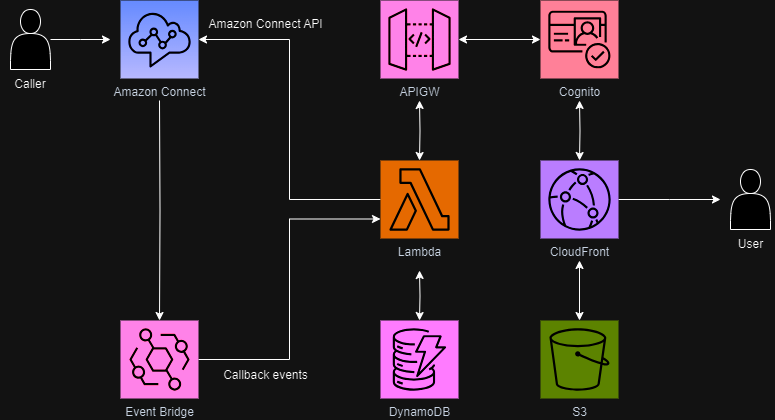 Amazon Connect API
Caller
Amazon Connect
APIGW
Cognito
Lambda
CloudFront
User
Callback events
Event Bridge
DynamoDB
S3